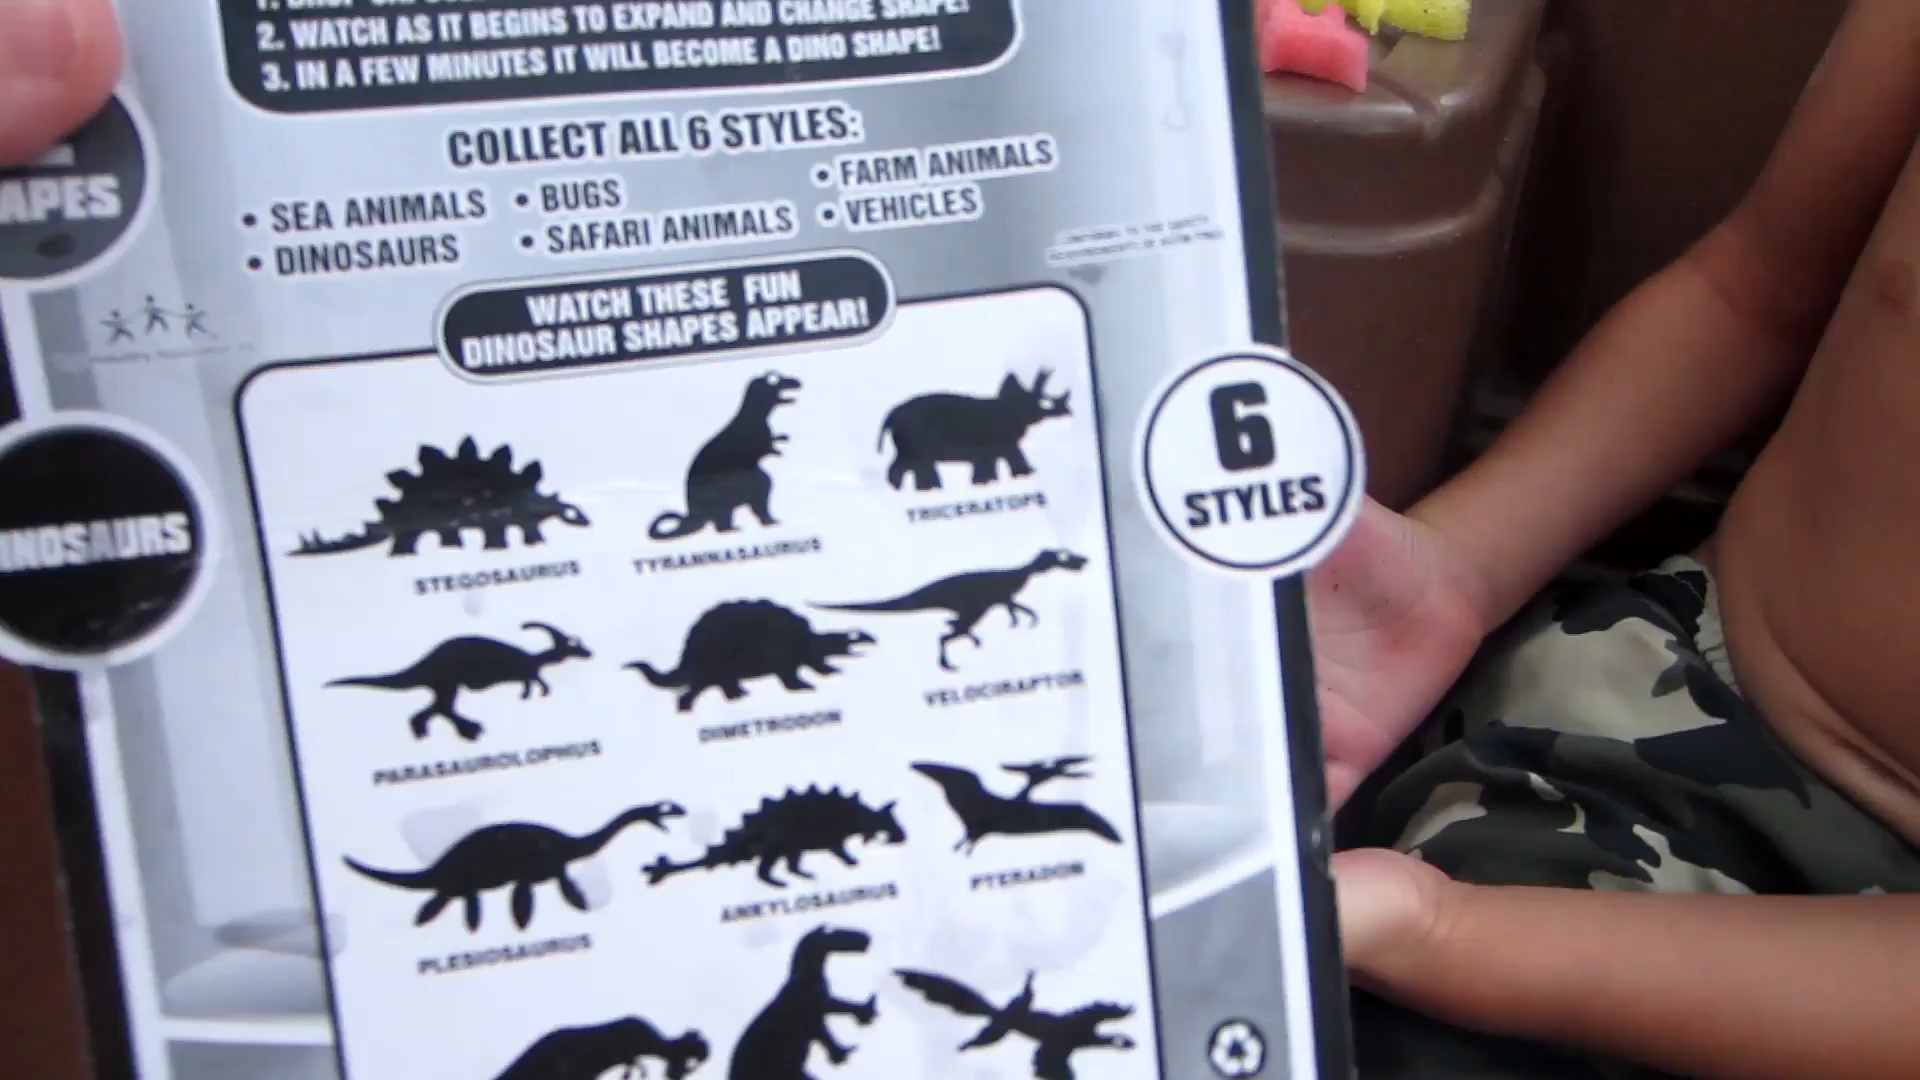 2. WATCH AS IT BEGINS TO EXPAND AND CHANGE SHAPE!
3. IN A FEW MINUTES IT WILL BECOME A DINO SHAPE!
APES
COLLECT ALL 6 STYLES:
• SEA ANIMALS • BUGS • FARM ANIMALS
• DINOSAURS • SAFARI ANIMALS • VEHICLES
WATCH THESE FUN
DINOSAUR SHAPES APPEAR!
6
STYLES
INOSAURS
STEGOSAURUS
TYRANNASAURUS
TRICERATOPS
PARASAUROLOPHUS
DIMETRODON
VELOCIRAPTOR
PLESIOSAURUS
ANKYLOSAURUS
PTERADON